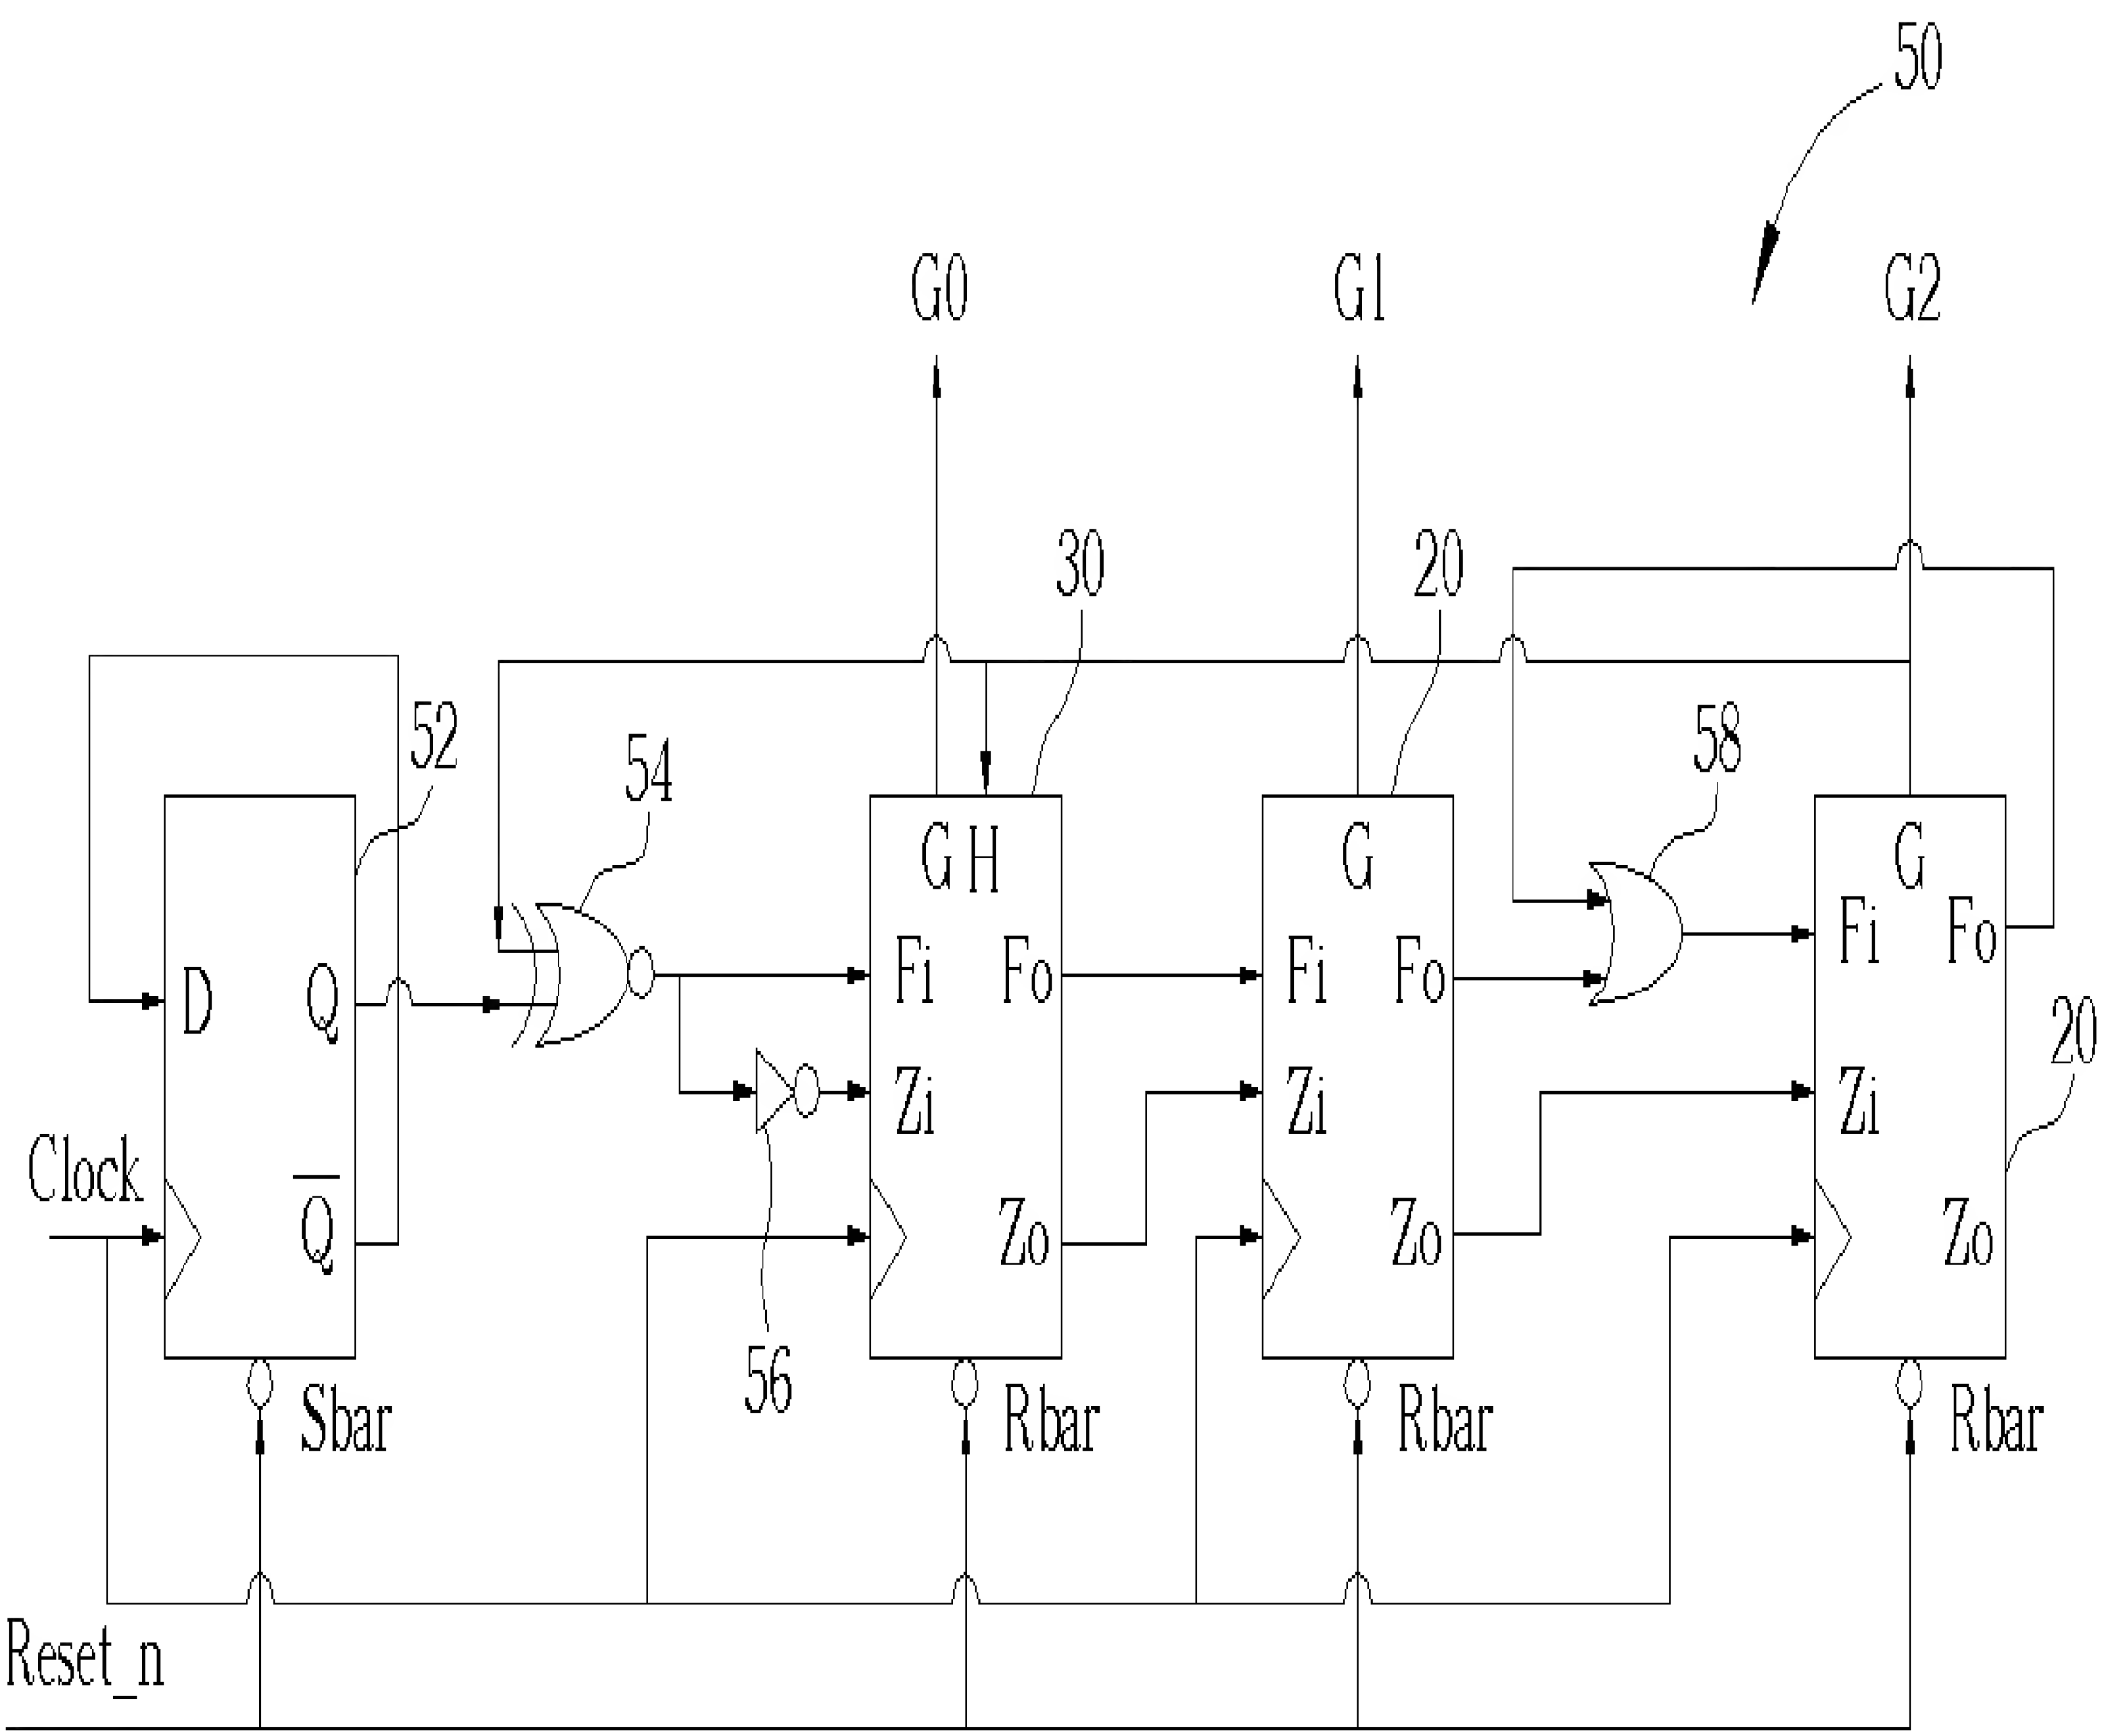 50
G0 G1 G2
30 20
52 54 58
G H G G
Fi Fo Fi Fo Fi Fo
D Q
20
Zi Zi Zi
Clock
Q Zo Zo Zo
56
Sbar Rbar Rbar Rbar
Reset_n